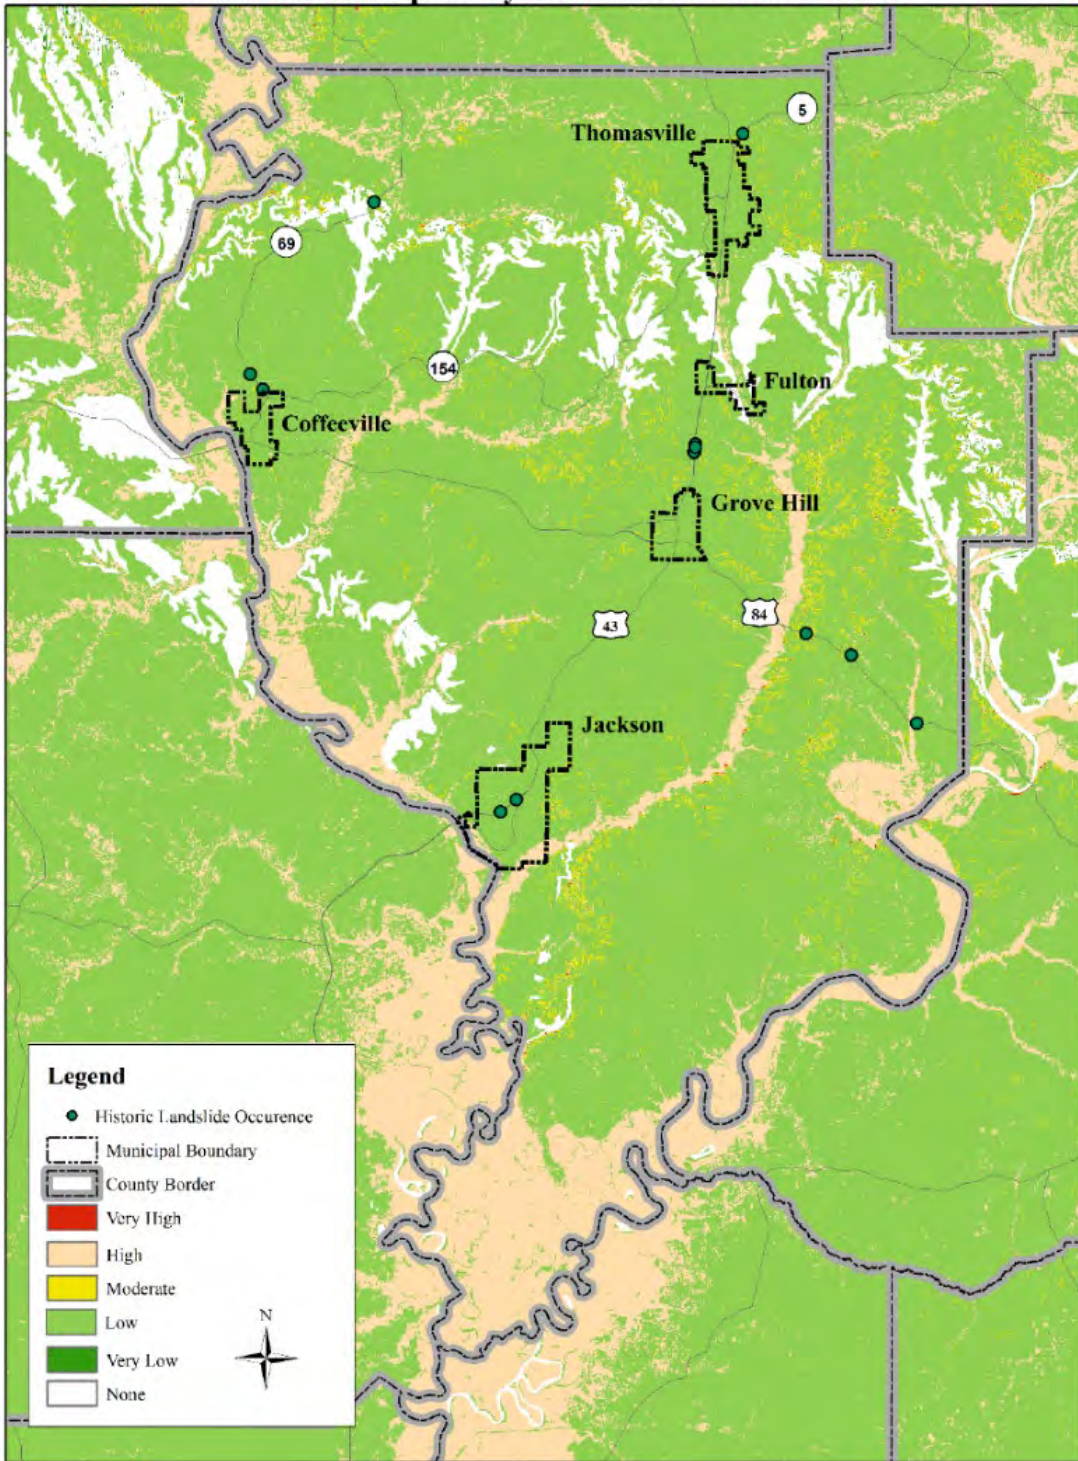 5
Thomasville
69
154
Fulton
Coffeeville
Grove Hill
43
84
Jackson
Legend
Historic Landslide Occurence
Municipal Boundary
County Border
Very High
High
Moderate
Low
Very Low
None
N